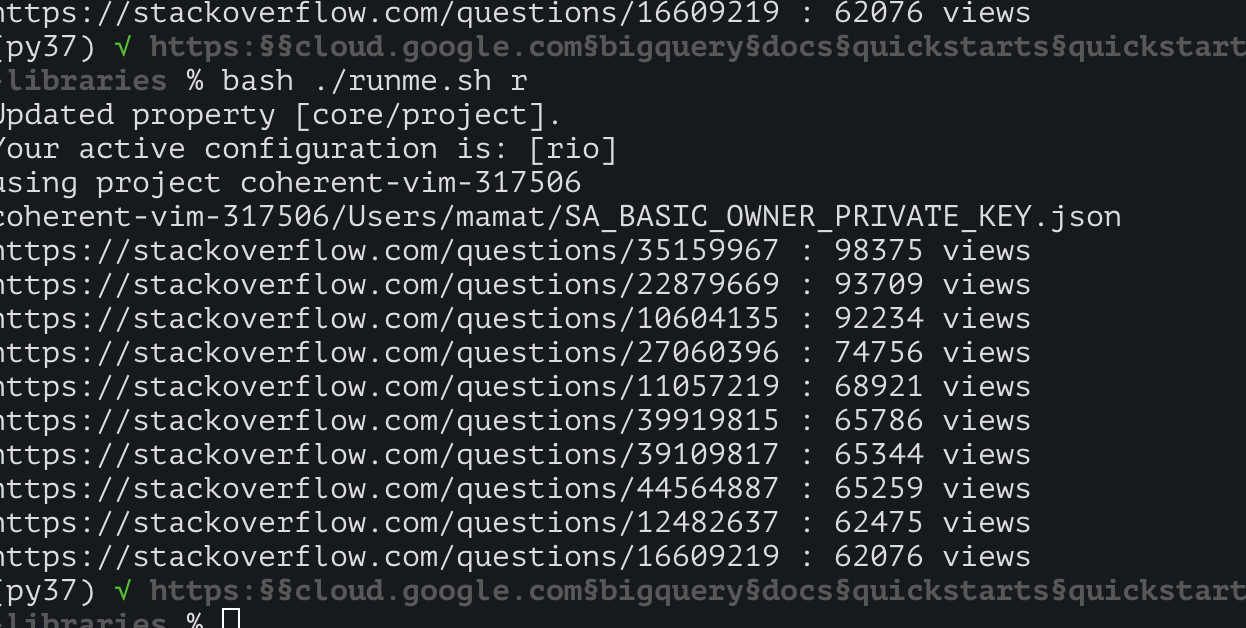 https://stackoverflow.com/questions/16609219 : 62076 views
(py37) √ https:§§cloud.google.com§bigquery§docs§quickstarts§quickstart
-libraries % bash ./runme.sh r
Updated property [core/project].
Your active configuration is: [rio]
using project coherent-vim-317506
coherent-vim-317506/Users/mamat/SA_BASIC_OWNER_PRIVATE_KEY.json
https://stackoverflow.com/questions/35159967 : 98375 views
https://stackoverflow.com/questions/22879669 : 93709 views
https://stackoverflow.com/questions/10604135 : 92234 views
https://stackoverflow.com/questions/27060396 : 74756 views
https://stackoverflow.com/questions/11057219 : 68921 views
https://stackoverflow.com/questions/39919815 : 65786 views
https://stackoverflow.com/questions/39109817 : 65344 views
https://stackoverflow.com/questions/44564887 : 65259 views
https://stackoverflow.com/questions/12482637 : 62475 views
https://stackoverflow.com/questions/16609219 : 62076 views
(py37) √ https:§§cloud.google.com§bigquery§docs§quickstarts§quickstart
-libraries %